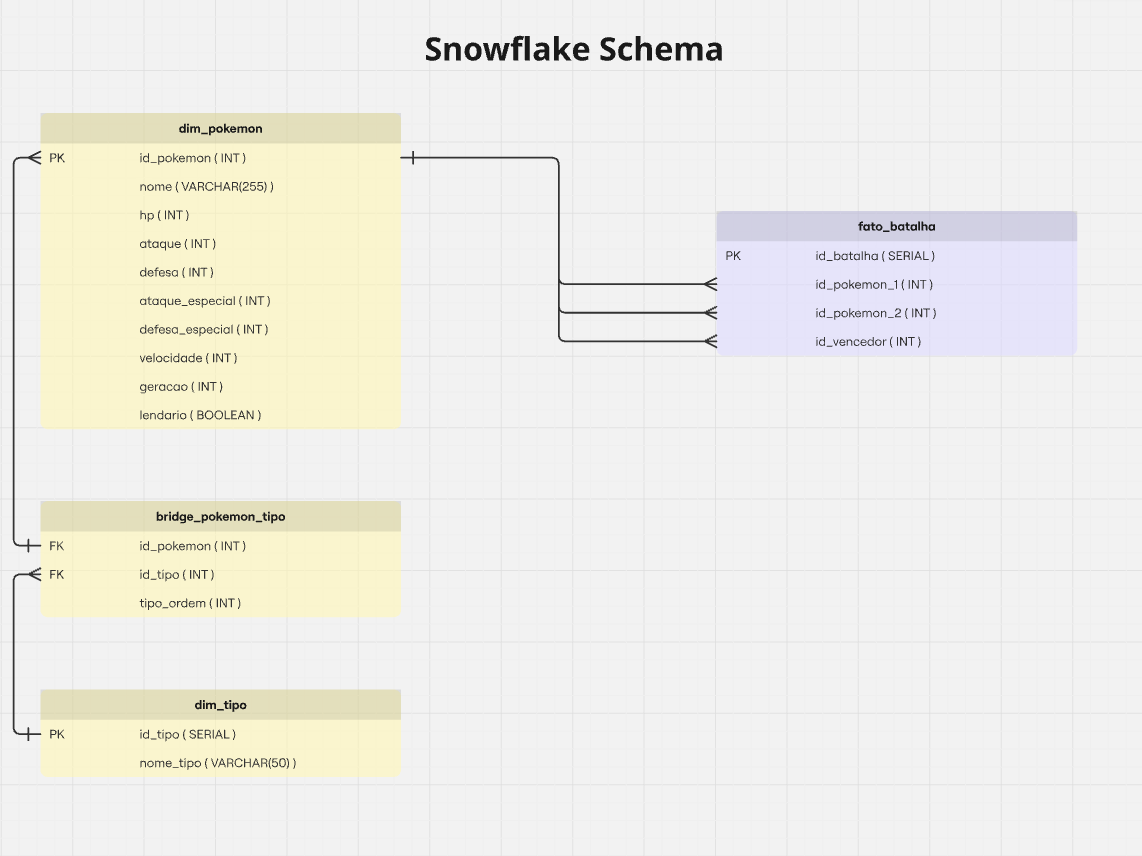 Snowflake Schema
dim_pokemon
PK id_pokemon ( INT )
nome ( VARCHAR(255) )
hp ( INT )
ataque ( INT )
defesa ( INT )
ataque_especial ( INT )
defesa_especial ( INT )
velocidade ( INT )
geracao ( INT )
lendario ( BOOLEAN )
fato_batalha
PK id_batalha ( SERIAL )
id_pokemon_1 ( INT )
id_pokemon_2 ( INT )
id_vencedor ( INT )
bridge_pokemon_tipo
FK id_pokemon ( INT )
FK id_tipo ( INT )
tipo_ordem ( INT )
dim_tipo
PK id_tipo ( SERIAL )
nome_tipo ( VARCHAR(50) )